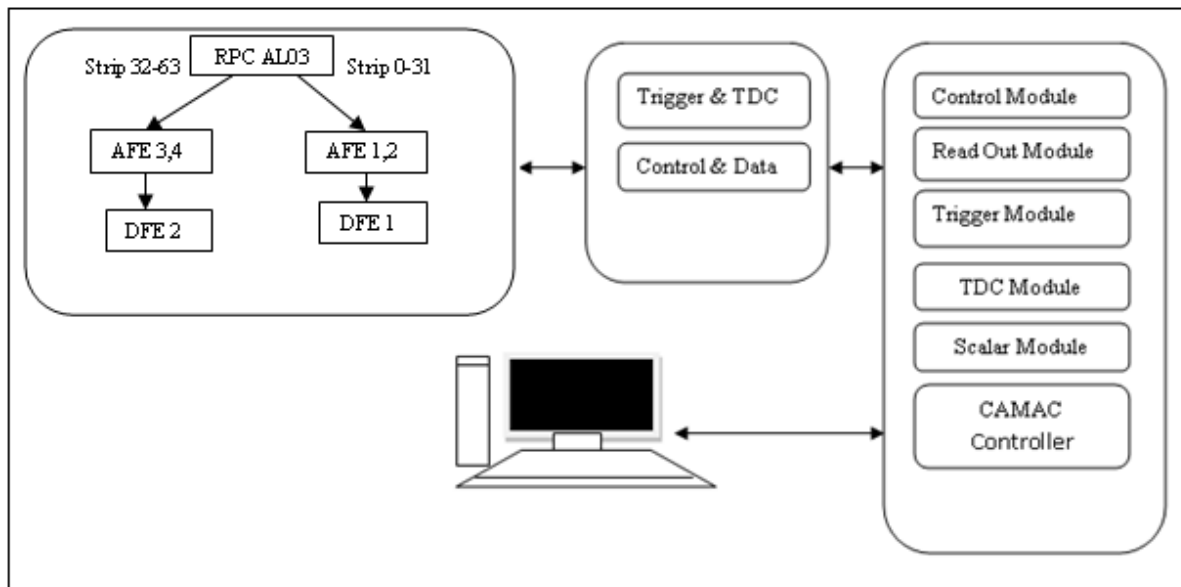 RPC AL03
Strip 32-63
Strip 0-31
AFE 3,4
AFE 1,2
DFE 2
DFE 1
Trigger & TDC
Control & Data
Control Module
Read Out Module
Trigger Module
TDC Module
Scalar Module
CAMAC
Controller